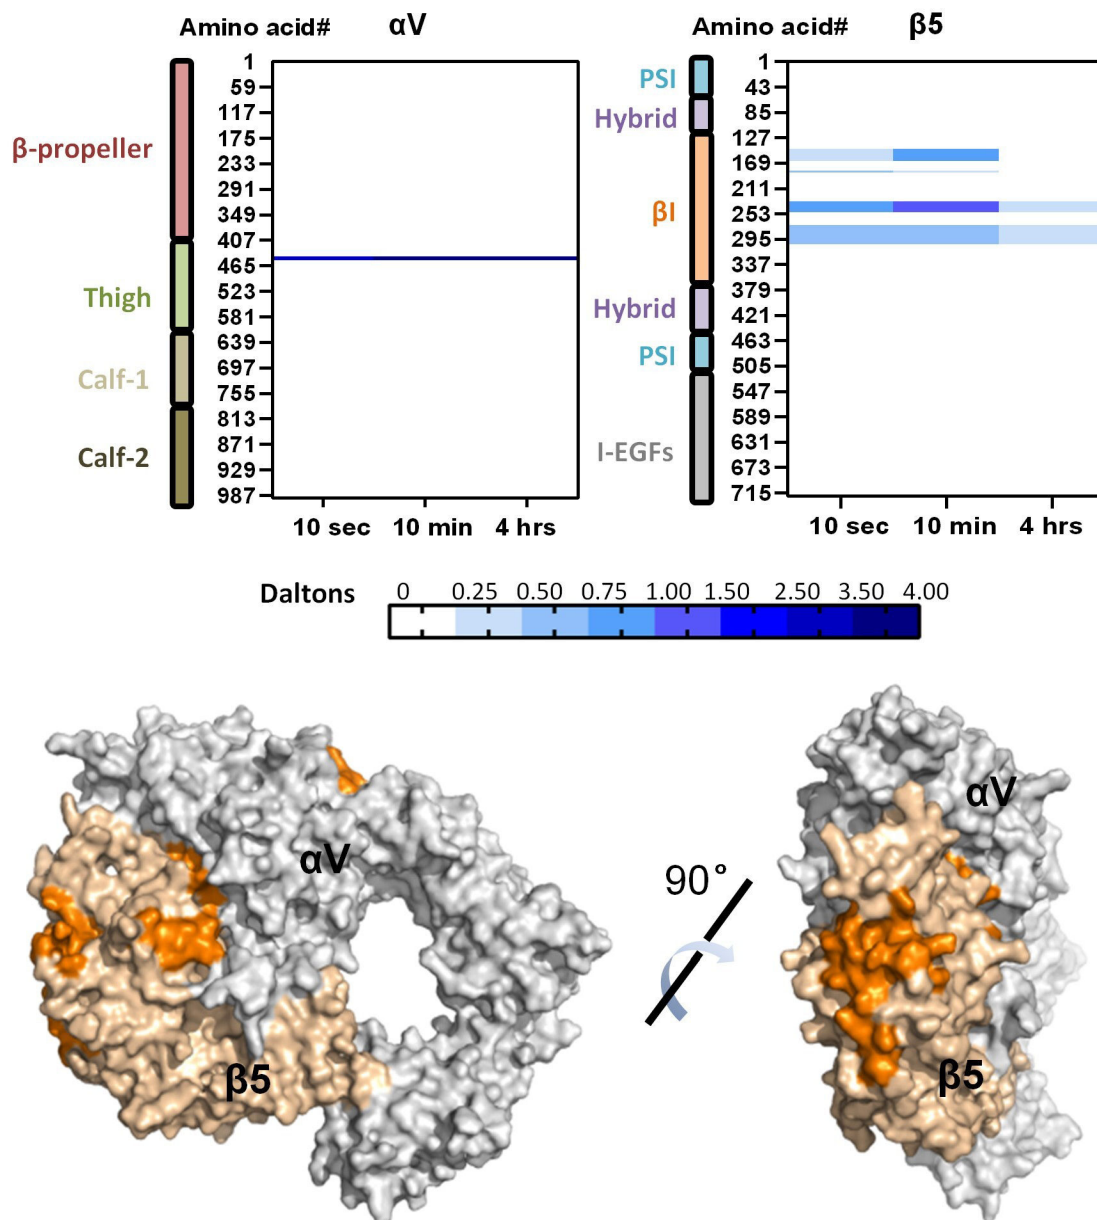 Amino acid# αV
1
59
117
175
233
291
349
407
465
523
581
639
697
755
813
871
929
987
β-propeller
Thigh
Calf-1
Calf-2
10 sec 10 min 4 hrs
Amino acid# β5
1
43
85
127
169
211
253
295
337
379
421
463
505
547
589
631
673
715
PSI
Hybrid
βI
Hybrid
PSI
I-EGFs
10 sec 10 min 4 hrs
Daltons 0 0.25 0.50 0.75 1.00 1.50 2.50 3.50 4.00
αV
β5
90°
αV
β5